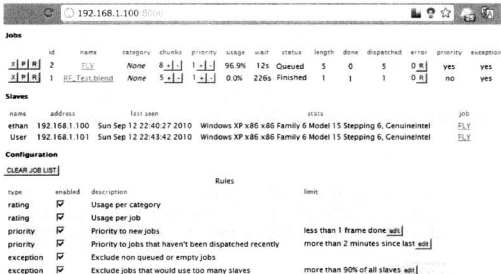 192.168.1.100:8000
Jobs
id name category chunks priority usage wait status length done dispatched error priority exception
X P R 2 FLY None 8 + - 1 + - 96.9% 12s Queued 5 0 5 0 R yes yes
X P R 1 RF_Test.blend None 5 + - 1 + - 0.0% 226s Finished 1 1 1 0 R no yes
Slaves
name address last seen stats job
ethan 192.168.1.100 Sun Sep 12 22:40:27 2010 Windows XP x86 x86 Family 6 Model 15 Stepping 6, GenuineIntel FLY
User 192.168.1.101 Sun Sep 12 22:43:42 2010 Windows XP x86 x86 Family 6 Model 15 Stepping 6, GenuineIntel FLY
Configuration
CLEAR JOB LIST
Rules
type enabled description limit
rating Usage per category
rating Usage per job
priority Priority to new jobs less than 1 frame done edit
priority Priority to jobs that haven't been dispatched recently more than 2 minutes since last edit
exception Exclude non queued or empty jobs
exception Exclude jobs that would use too many slaves more than 90% of all slaves edit